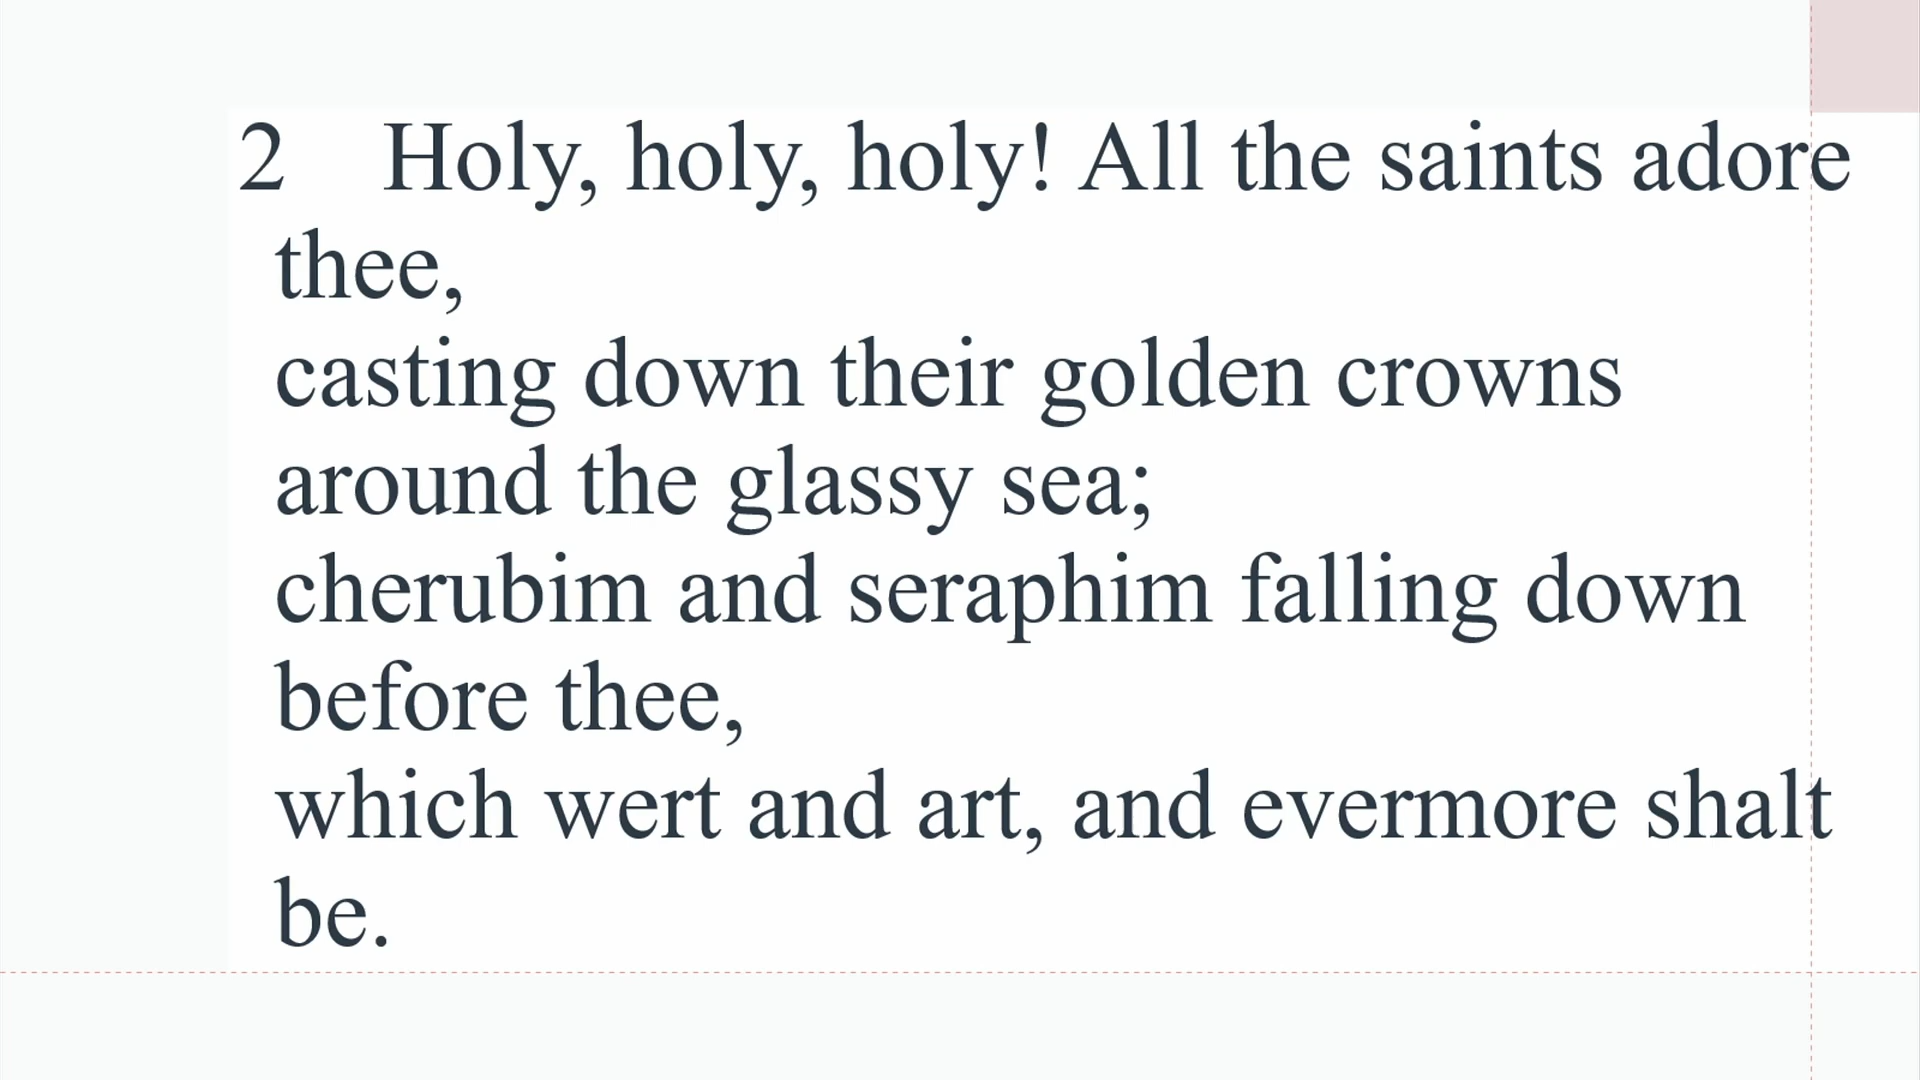 2 Holy, holy, holy! All the saints adore
thee,
casting down their golden crowns
around the glassy sea;
cherubim and seraphim falling down
before thee,
which wert and art, and evermore shalt
be.